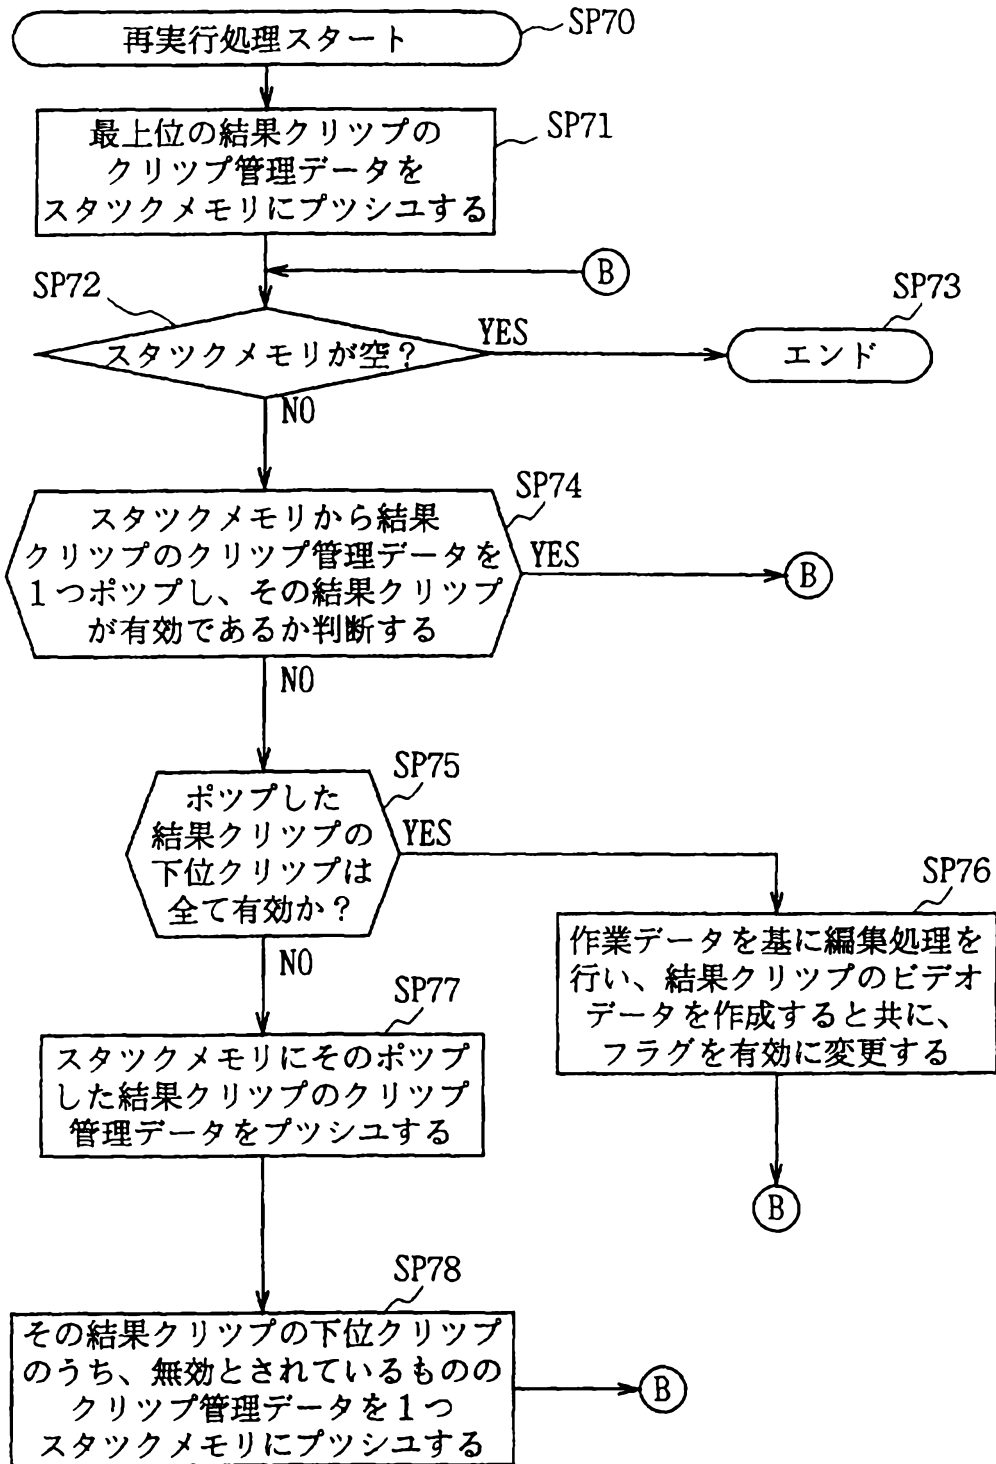 再実行処理スタート
SP70
最上位の結果クリツプの
クリツプ管理データを
スタツクメモリにプツシユする
SP71
B
SP72
スタツクメモリが空?
YES
SP73
エンド
NO
SP74
スタツクメモリから結果
クリツプのクリツプ管理データを
1つポツプし、その結果クリツプ
が有効であるか判断する
YES
B
NO
SP75
ポツプした
結果クリツプの
下位クリツプは
全て有効か?
YES
SP76
作業データを基に編集処理を
行い、結果クリツプのビデオ
データを作成すると共に、
フラグを有効に変更する
B
NO
SP77
スタツクメモリにそのポツプ
した結果クリツプのクリツプ
管理データをプツシユする
SP78
その結果クリツプの下位クリツプ
のうち、無効とされているものの
クリツプ管理データを1つ
スタツクメモリにプツシユする
B